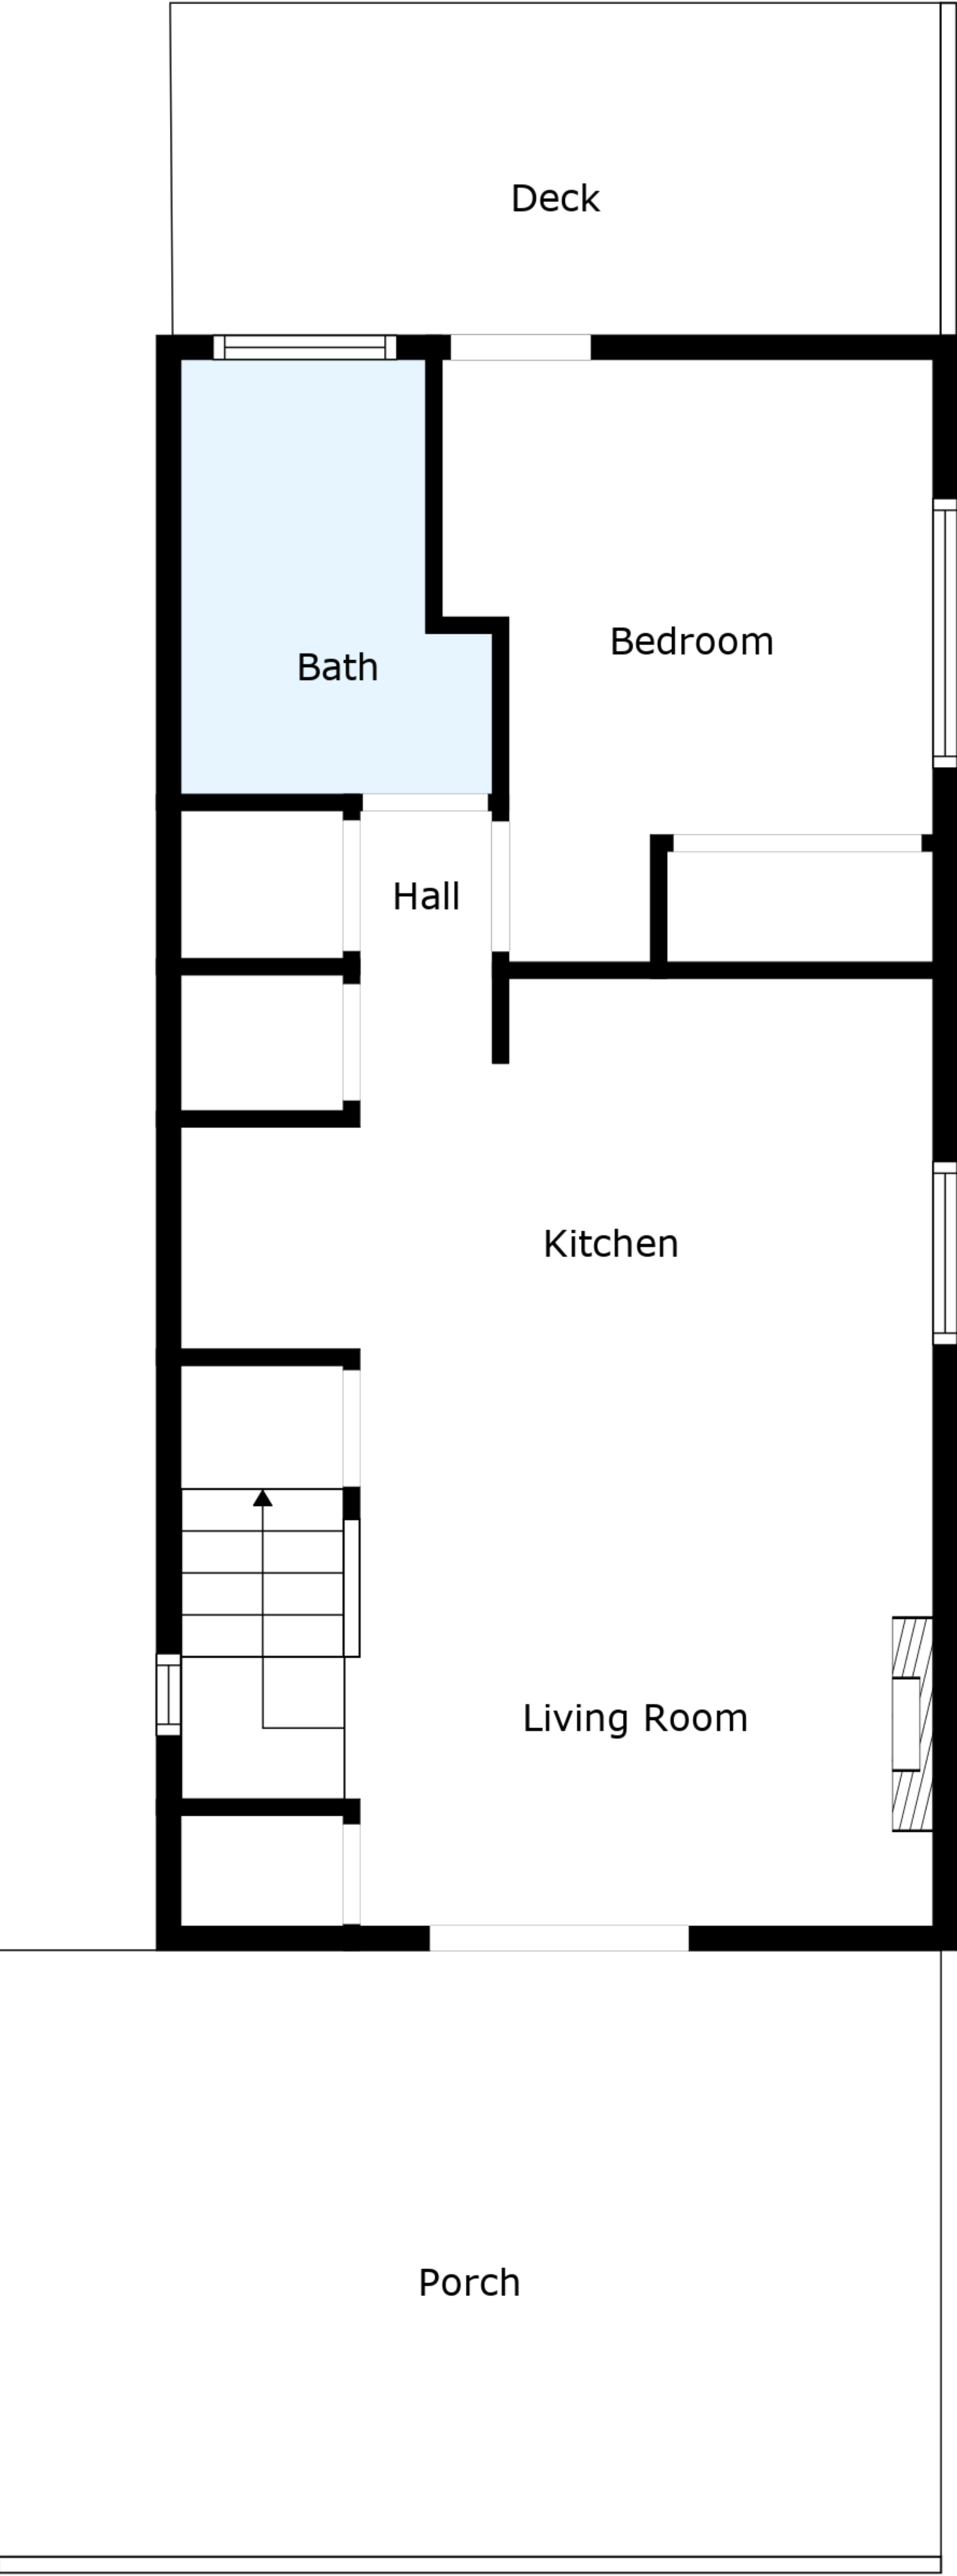 Deck
Bedroom
Bath
Hall
Kitchen
Living Room
Porch